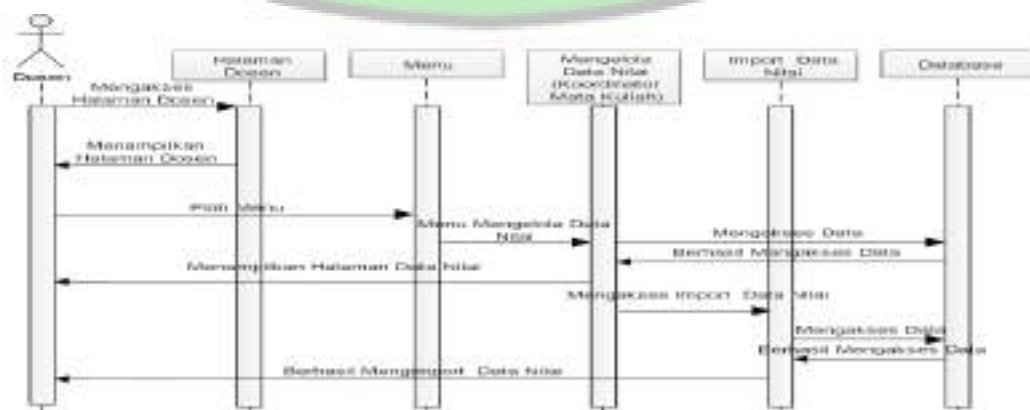 Dosen
Halaman
Dosen
Menu
Mengelola
Data Nilai
(Koordinator
Mata Kuliah)
Import Data
Nilai
Database
Mengakses
Halaman Dosen
Menampilkan
Halaman Dosen
Pilih Menu
Menu Mengelola Data
Nilai
Mengakses Data
Berhasil Mengakses Data
Menampilkan Halaman Data Nilai
Mengakses Import Data Nilai
Mengakses Data
Berhasil Mengakses Data
Berhasil Mengimport Data Nilai